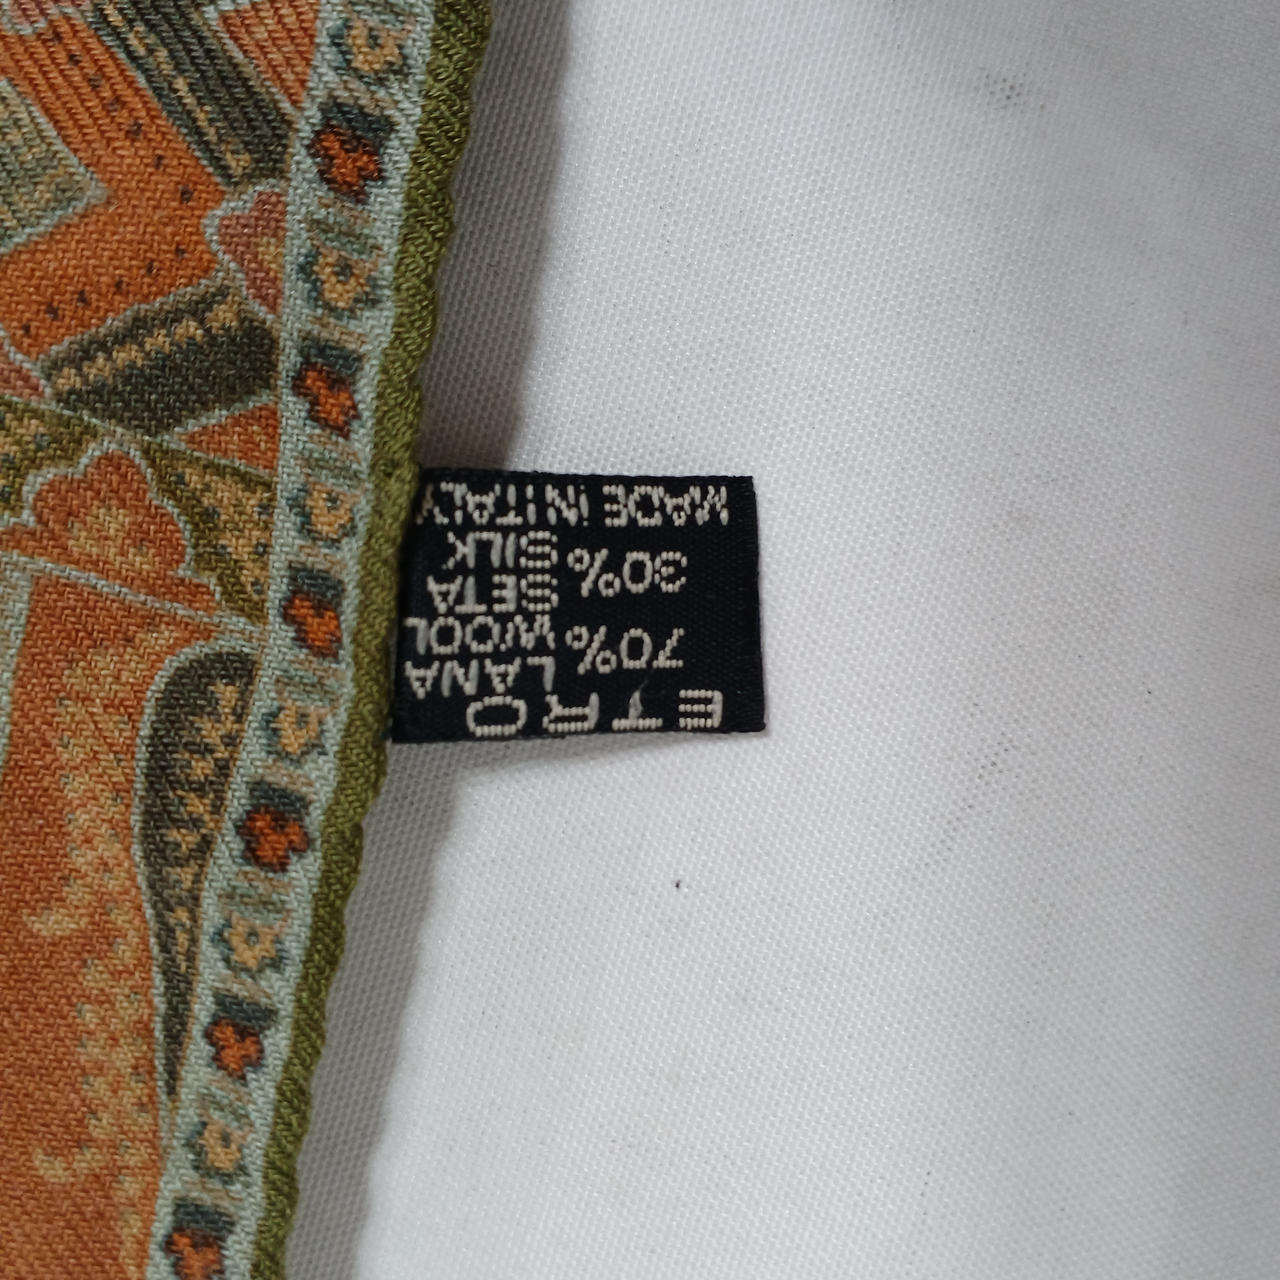 ETRO
70% LANA
WOOL
30% SETA
SILK
MADE IN ITALY